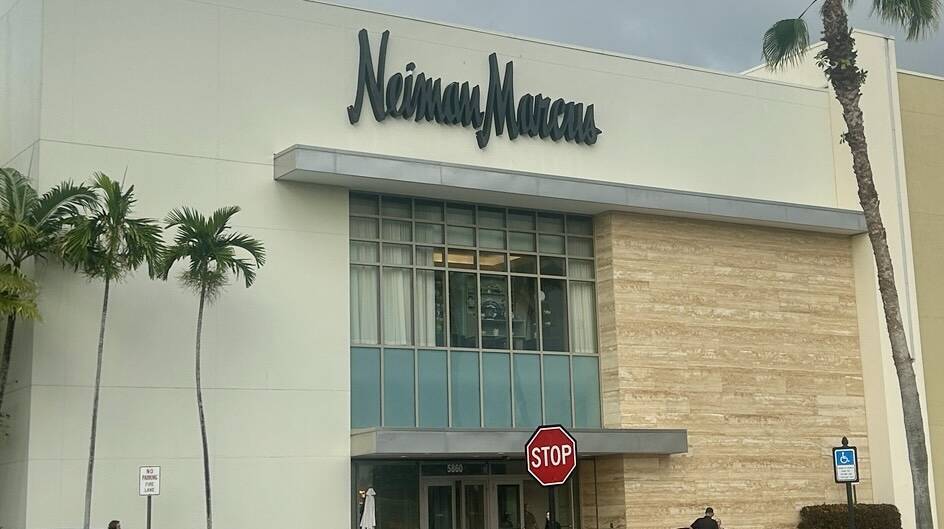 Neiman Marcus
5860
STOP
NO
PARKING
FIRE
LANE